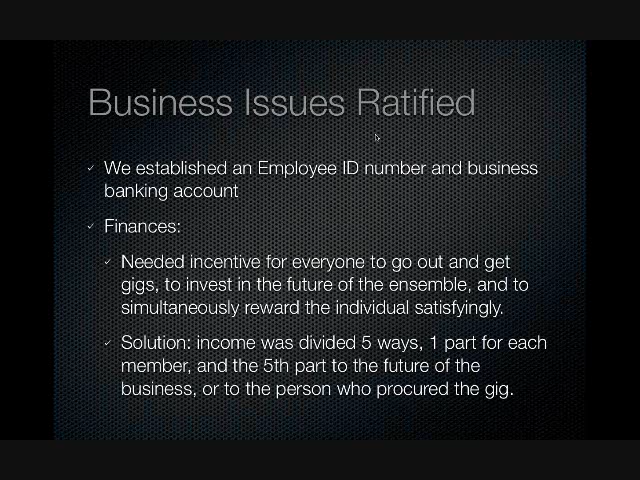 Business Issues Ratified
We established an Employee ID number and business
banking account
Finances:
Needed incentive for everyone to go out and get
gigs, to invest in the future of the ensemble, and to
simultaneously reward the individual satisfyingly.
Solution: income was divided 5 ways, 1 part for each
member, and the 5th part to the future of the
business, or to the person who procured the gig.